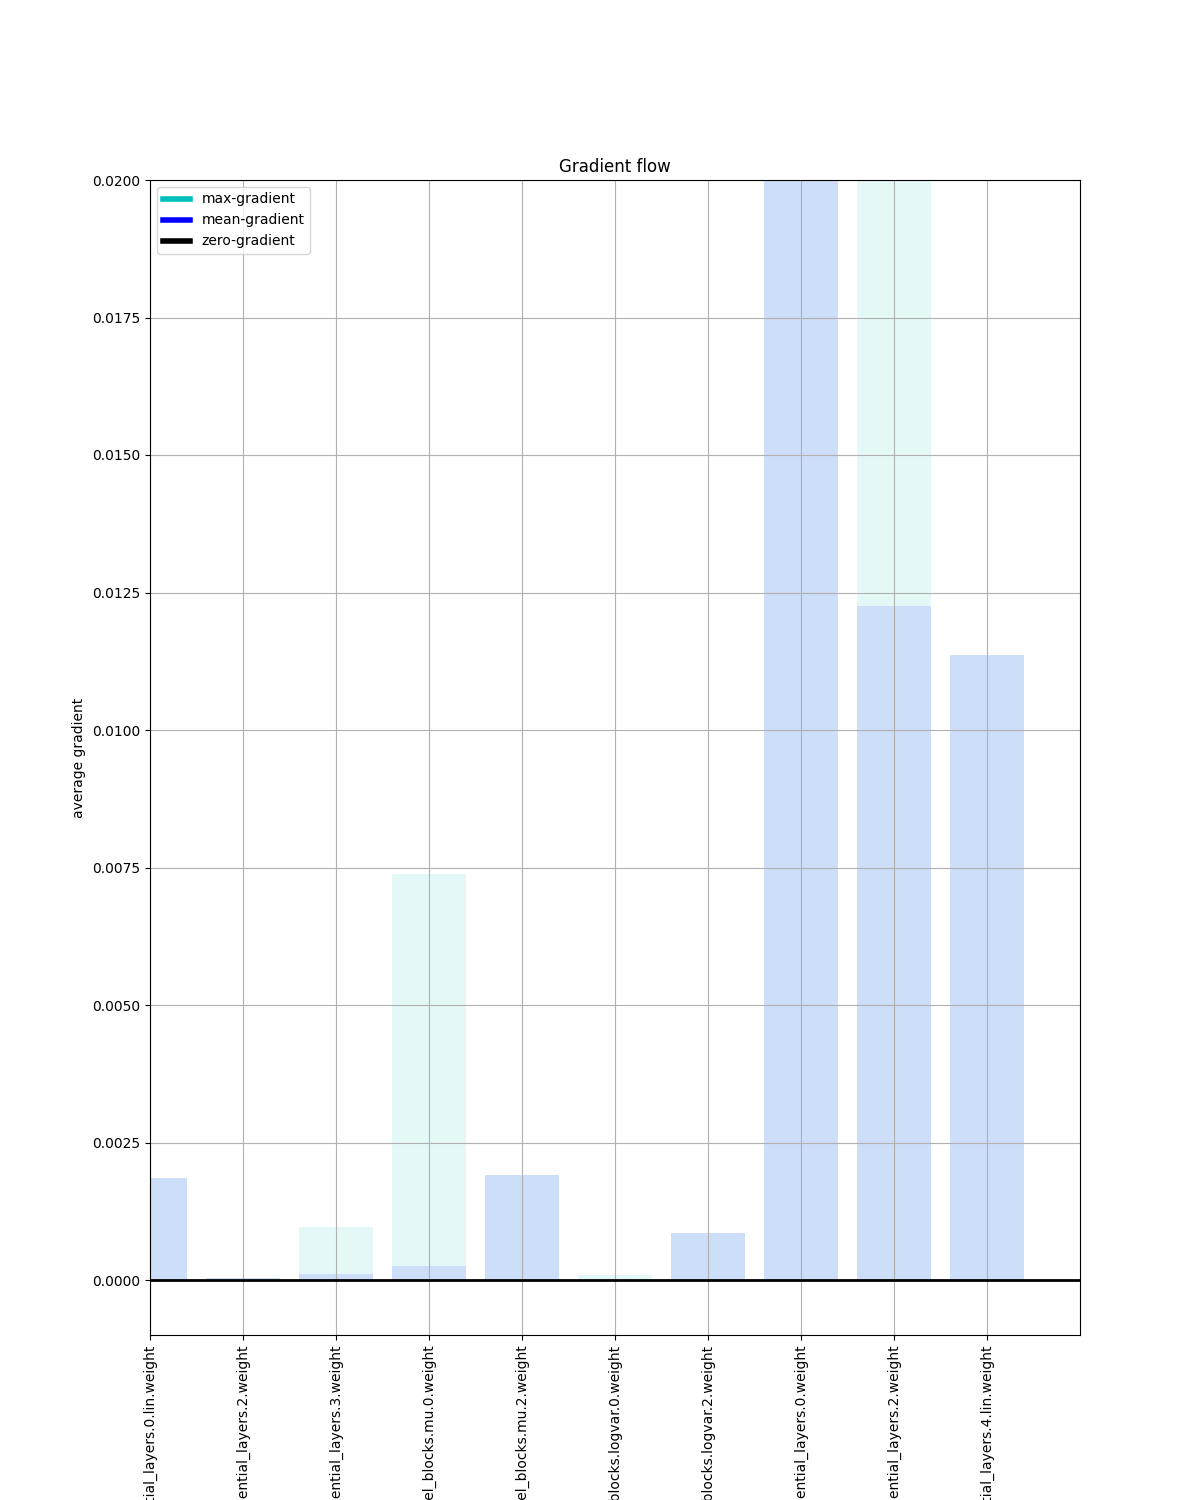 Gradient flow
max-gradient
mean-gradient
zero-gradient
0.0200
0.0175
0.0150
0.0125
0.0100
0.0075
0.0050
0.0025
0.0000
average gradient
tial_layers.0.lin.weight
ential_layers.2.weight
ential_layers.3.weight
el_blocks.mu.0.weight
el_blocks.mu.2.weight
blocks.logvar.0.weight
blocks.logvar.2.weight
ential_layers.0.weight
ential_layers.2.weight
tial_layers.4.lin.weight